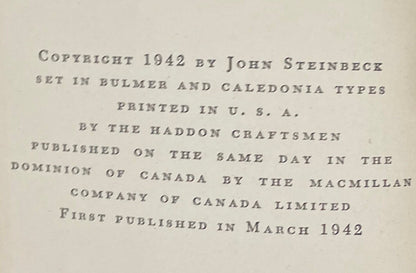 Copyright 1942 by John Steinbeck
set in bulmer and caledonia types
printed in u. s. a.
by the haddon craftsmen
published on the same day in the
dominion of canada by the macmillan
company of canada limited
First published in March 1942